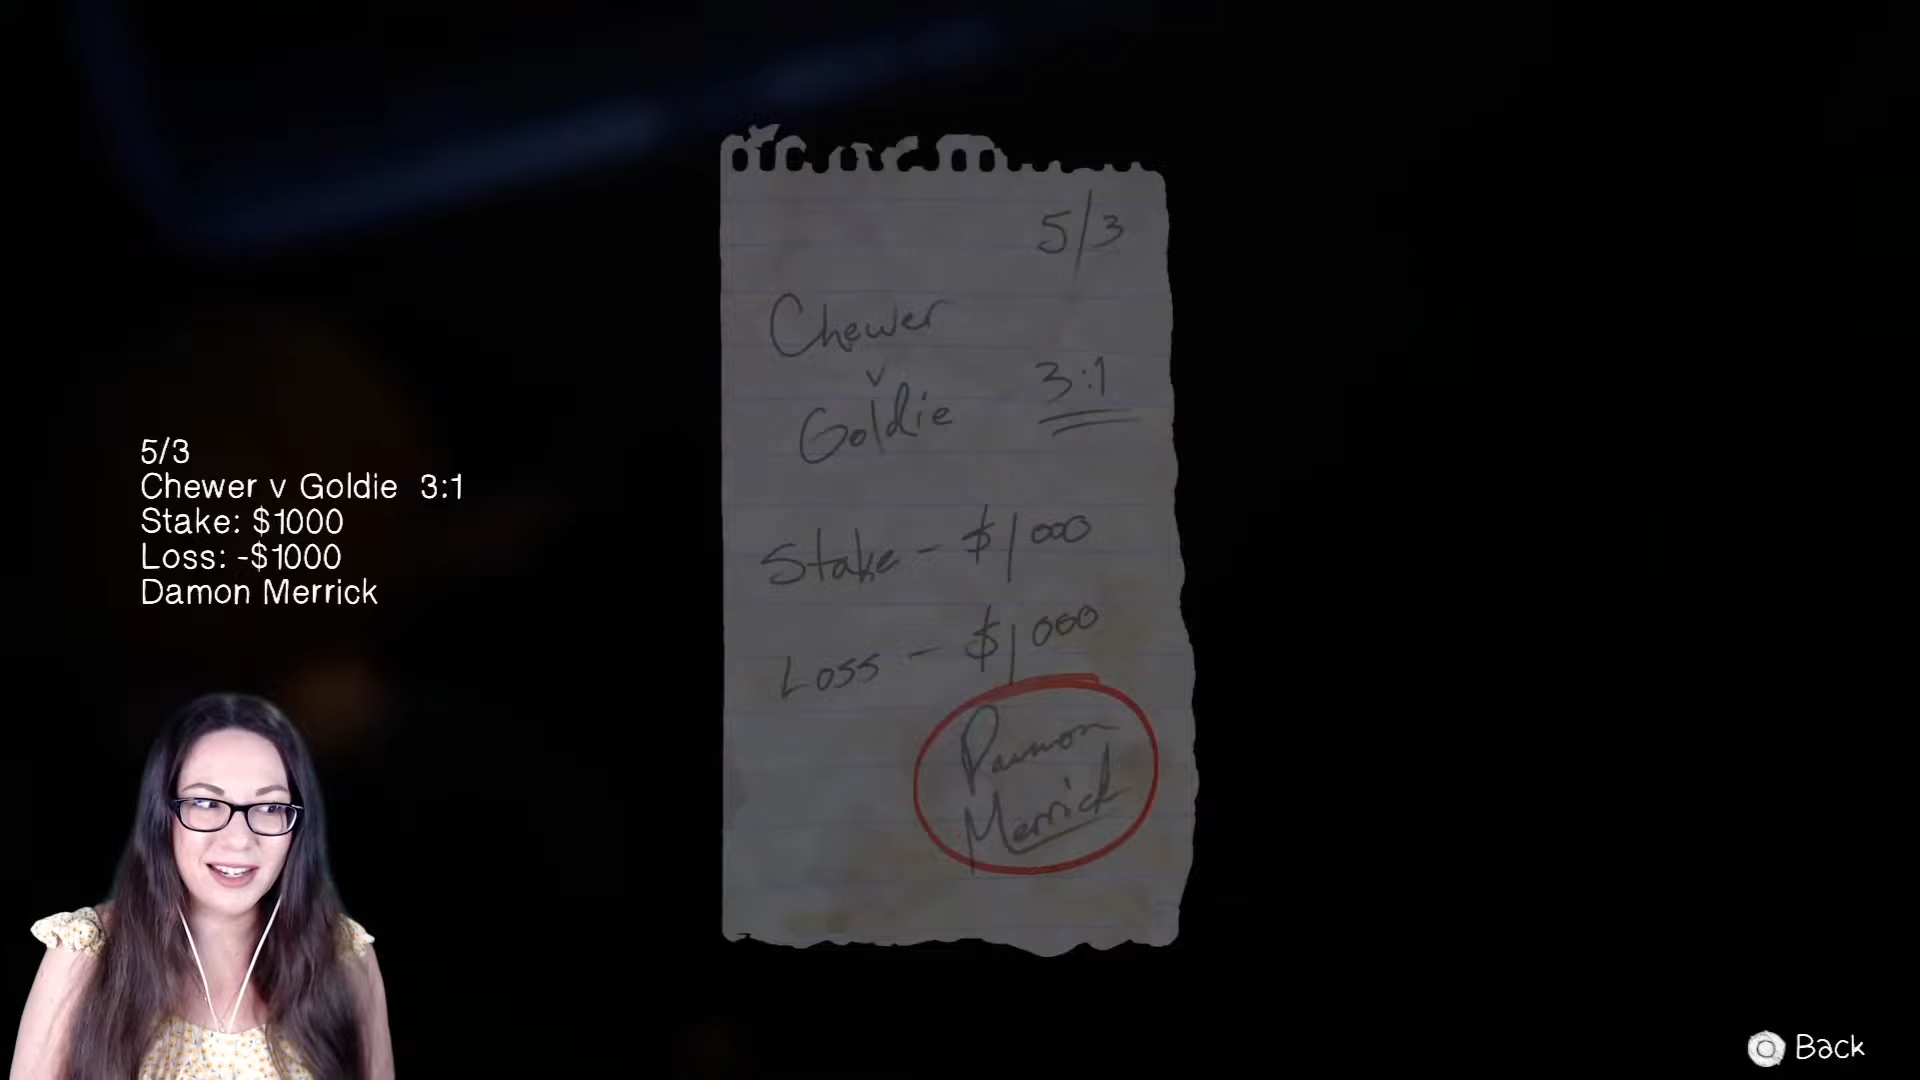 5/3
Chewer
v
Goldie 3:1
Stake - $1000
Loss - $1000
Damon
Merrick
5/3
Chewer v Goldie 3:1
Stake: $1000
Loss: -$1000
Damon Merrick
Back